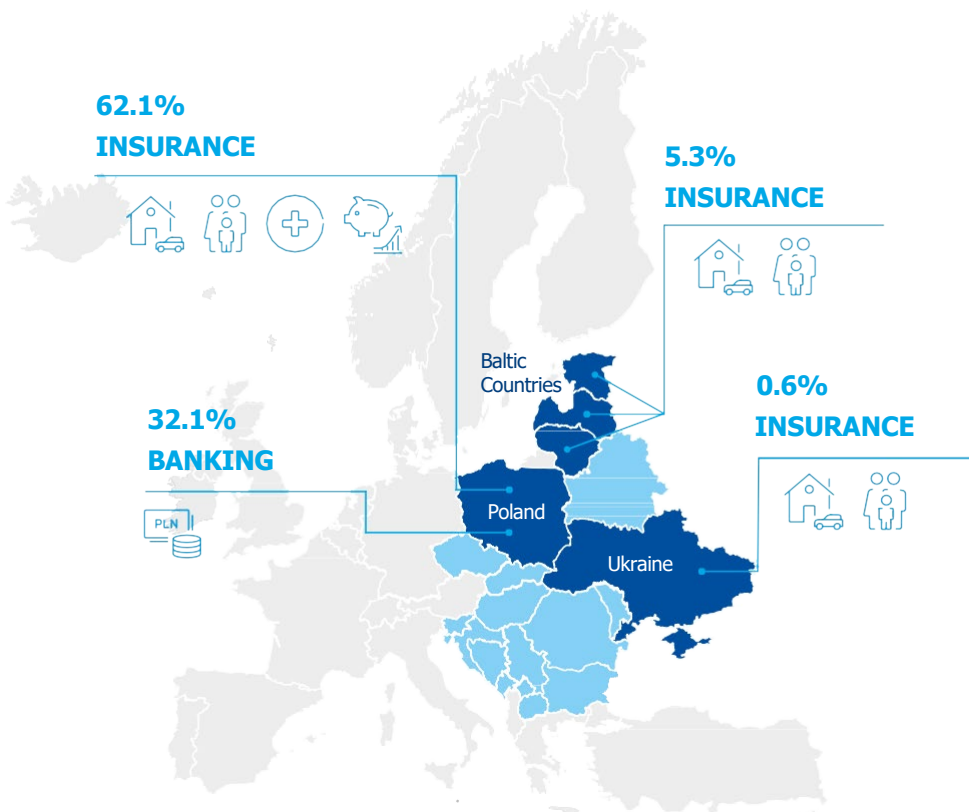 62.1%
INSURANCE
5.3%
INSURANCE
Baltic
Countries
0.6%
INSURANCE
32.1%
BANKING
PLN
Poland
Ukraine